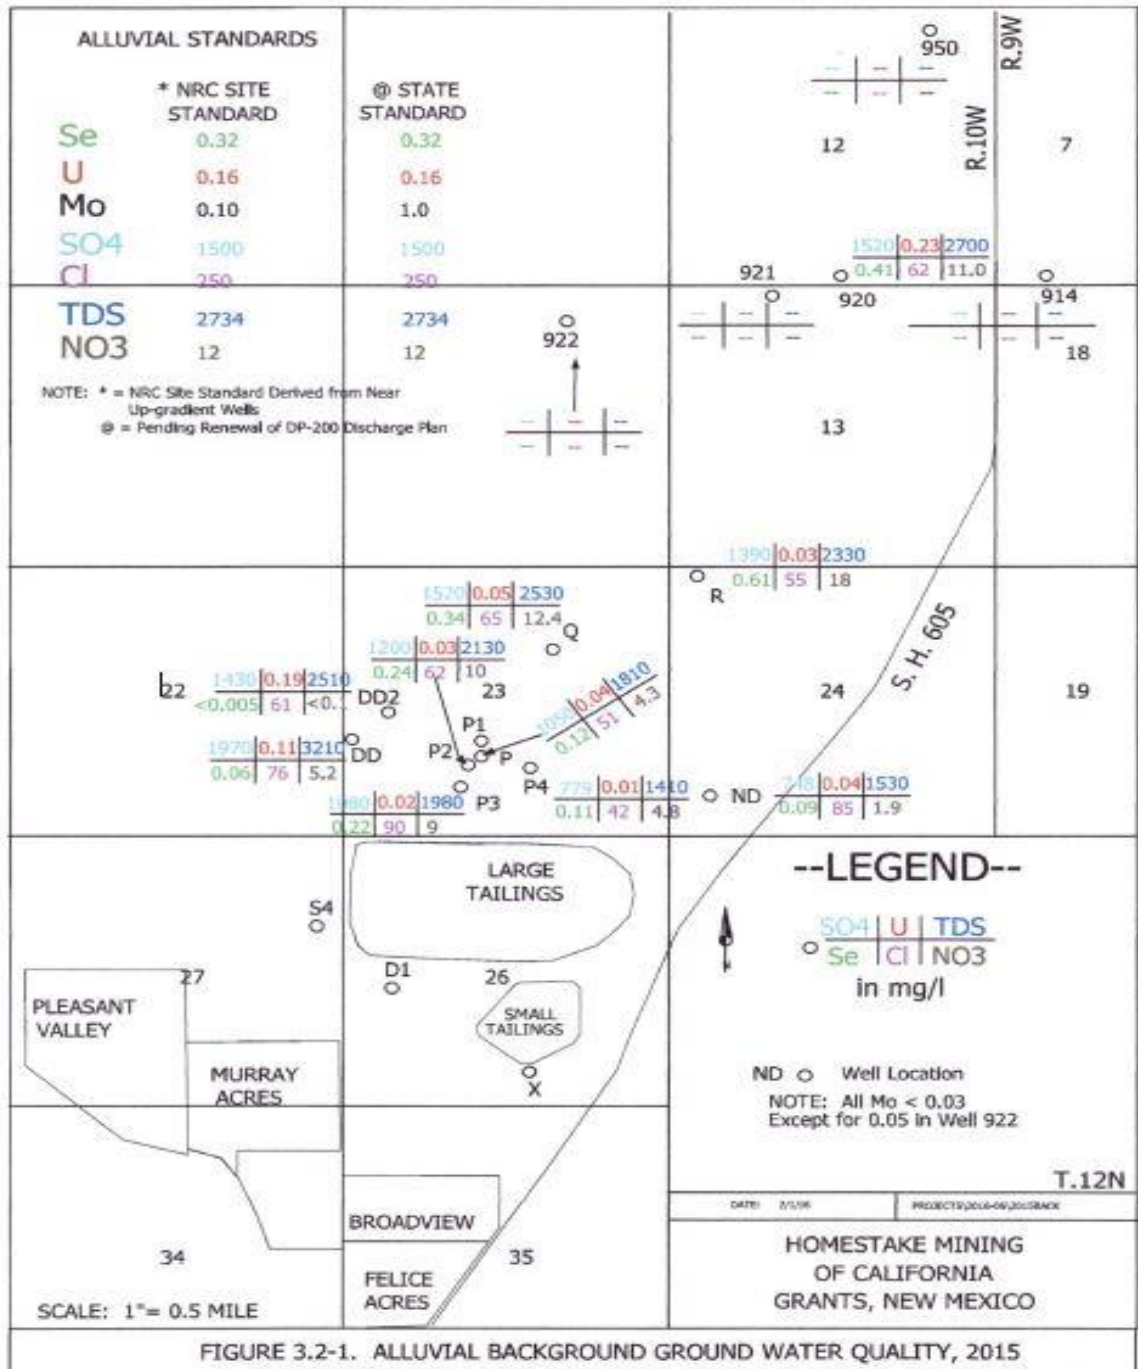 ALLUVIAL STANDARDS
* NRC SITE STANDARD
@ STATE STANDARD
Se 0.32 0.32
U 0.16 0.16
Mo 0.10 1.0
SO4 1500 1500
Cl 250 250
TDS 2734 2734
NO3 12 12
NOTE: * = NRC Site Standard Derived from Near
Up-gradient Wells
@ = Pending Renewal of DP-200 Discharge Plan
950
-- -- --
-- -- --
R.9W
R.10W
12
7
1520 0.23 2700
0.41 62 11.0
921
920
914
-- -- --
-- -- --
-- -- --
-- -- --
18
922
-- -- --
-- -- --
13
1390 0.03 2330
0.61 55 18
R
1520 0.05 2530
0.34 65 12.4
Q
1200 0.03 2130
0.24 62 10
S. H. 605
22
1430 0.19 2510
<0.005 61
DD2
23
1050 0.04 1810
0.12 51 4.3
24
19
P1
P
P2
1970 0.11 3210
0.06 76 5.2
DD
P4
P3
779 0.01 1410
0.11 42 4.8
ND
0.04 1530
0.09 85 1.9
1080 0.02 1980
0.22 90 9
LARGE
TAILINGS
--LEGEND--
S4
SO4 U TDS
Se Cl NO3
in mg/l
27
D1
26
PLEASANT
VALLEY
SMALL
TAILINGS
MURRAY
ACRES
X
ND Well Location
NOTE: All Mo < 0.03
Except for 0.05 in Well 922
T.12N
DATE:
BROADVIEW
34
35
FELICE
ACRES
HOMESTAKE MINING
OF CALIFORNIA
GRANTS, NEW MEXICO
SCALE: 1"= 0.5 MILE
FIGURE 3.2-1. ALLUVIAL BACKGROUND GROUND WATER QUALITY, 2015